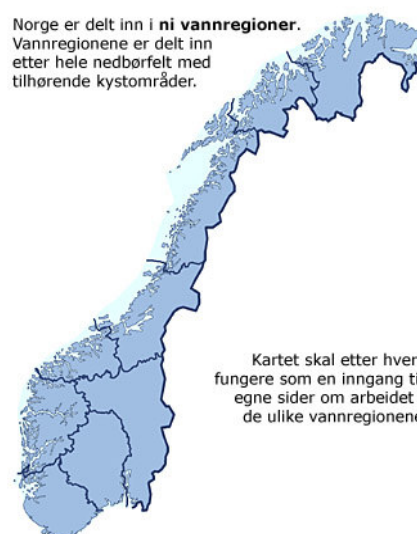 Norge er delt inn i ni vannregioner.
Vannregionene er delt inn
etter hele nedbørfelt med
tilhørende kystområder.
Kartet skal etter hver
fungere som en inngang ti
egne sider om arbeidet
de ulike vannregionene